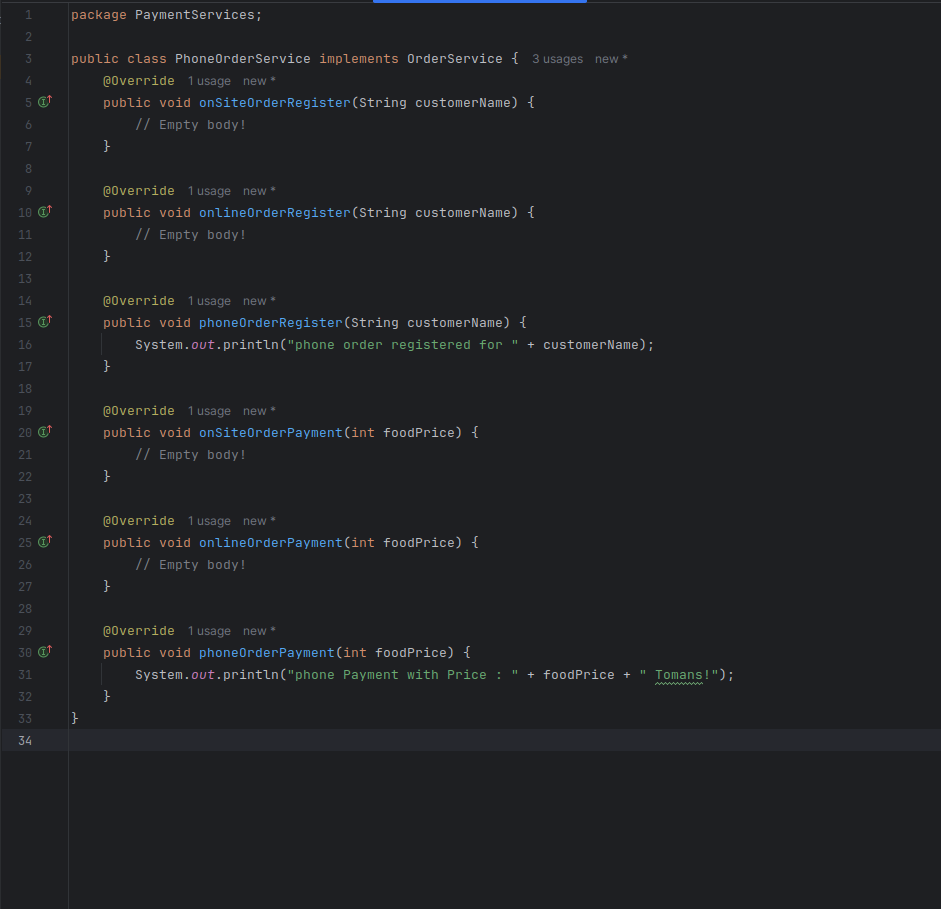 1 package PaymentServices;
2
3 public class PhoneOrderService implements OrderService { 3 usages new *
4 @Override 1 usage new *
5 public void onSiteOrderRegister(String customerName) {
6 // Empty body!
7 }
8
9 @Override 1 usage new *
10 public void onlineOrderRegister(String customerName) {
11 // Empty body!
12 }
13
14 @Override 1 usage new *
15 public void phoneOrderRegister(String customerName) {
16 System.out.println("phone order registered for " + customerName);
17 }
18
19 @Override 1 usage new *
20 public void onSiteOrderPayment(int foodPrice) {
21 // Empty body!
22 }
23
24 @Override 1 usage new *
25 public void onlineOrderPayment(int foodPrice) {
26 // Empty body!
27 }
28
29 @Override 1 usage new *
30 public void phoneOrderPayment(int foodPrice) {
31 System.out.println("phone Payment with Price : " + foodPrice + " Tomans!");
32 }
33 }
34